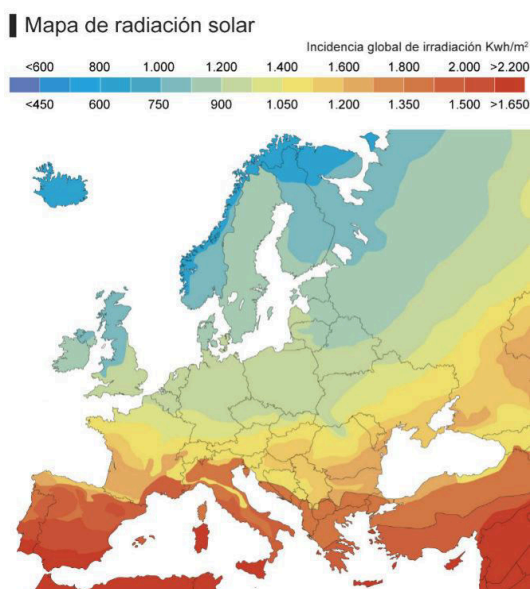 Mapa de radiación solar
Incidencia global de irradiación Kwh/m²
<600 800 1.000 1.200 1.400 1.600 1.800 2.000 >2.200
<450 600 750 900 1.050 1.200 1.350 1.500 >1.650